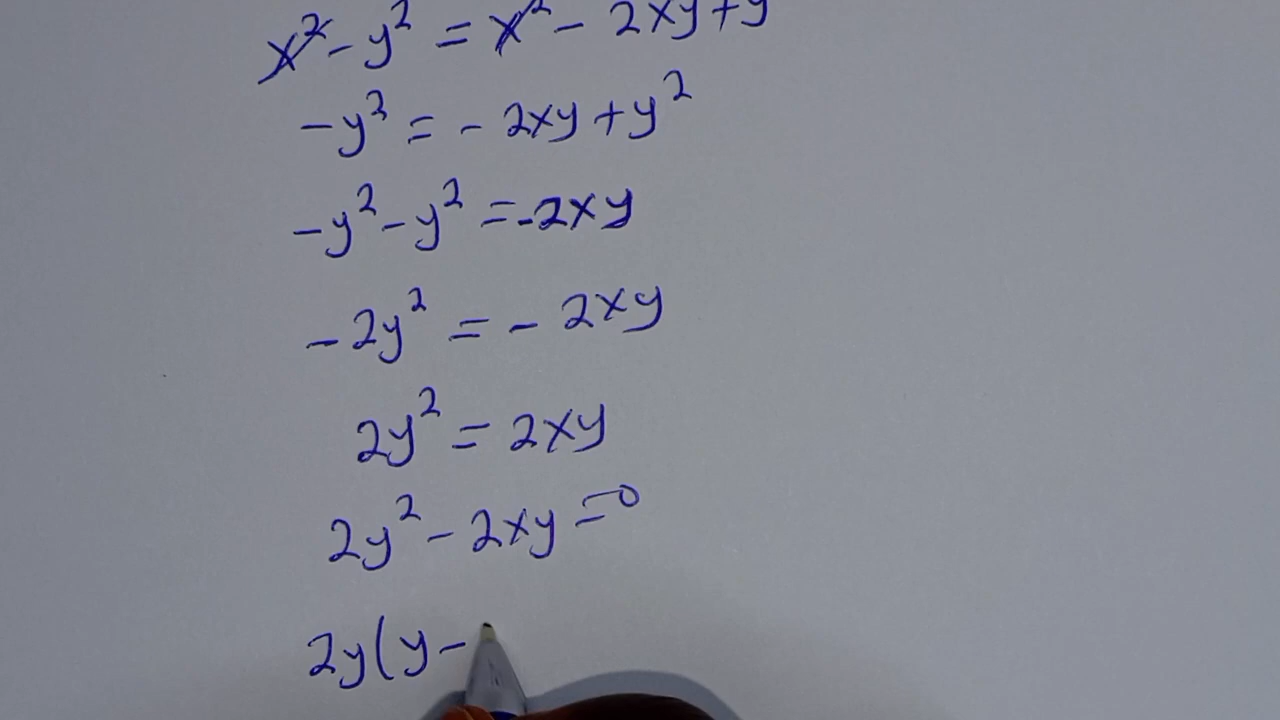 x² - y² = x² - 2xy + y
-y² = - 2xy + y²
-y² - y² = -2xy
- 2y² = - 2xy
2y² = 2xy
2y² - 2xy = 0
2y(y -